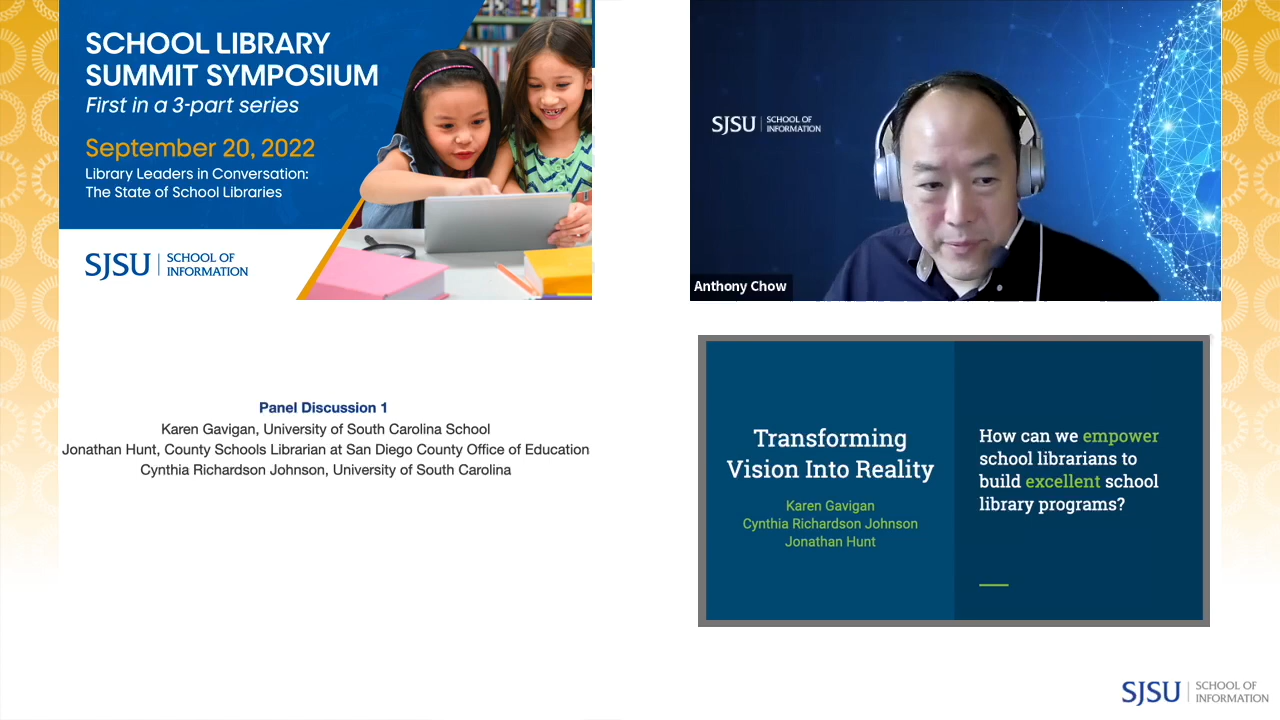 SCHOOL LIBRARY
SUMMIT SYMPOSIUM
First in a 3-part series
September 20, 2022
Library Leaders in Conversation:
The State of School Libraries
SJSU | SCHOOL OF
INFORMATION
SJSU | SCHOOL OF
INFORMATION
Anthony Chow
Panel Discussion 1
Karen Gavigan, University of South Carolina School
Jonathan Hunt, County Schools Librarian at San Diego County Office of Education
Cynthia Richardson Johnson, University of South Carolina
Transforming
Vision Into Reality
Karen Gavigan
Cynthia Richardson Johnson
Jonathan Hunt
How can we empower
school librarians to
build excellent school
library programs?
SJSU | SCHOOL OF
INFORMATION